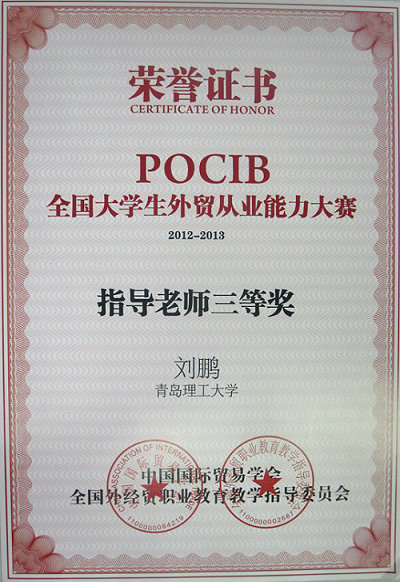 荣誉证书
CERTIFICATE OF HONOR
POCIB
全国大学生外贸从业能力大赛
2012-2013
指导老师三等奖
刘鹏
青岛理工大学
中国国际贸易学会
全国外经贸职业教育教学指导委员会